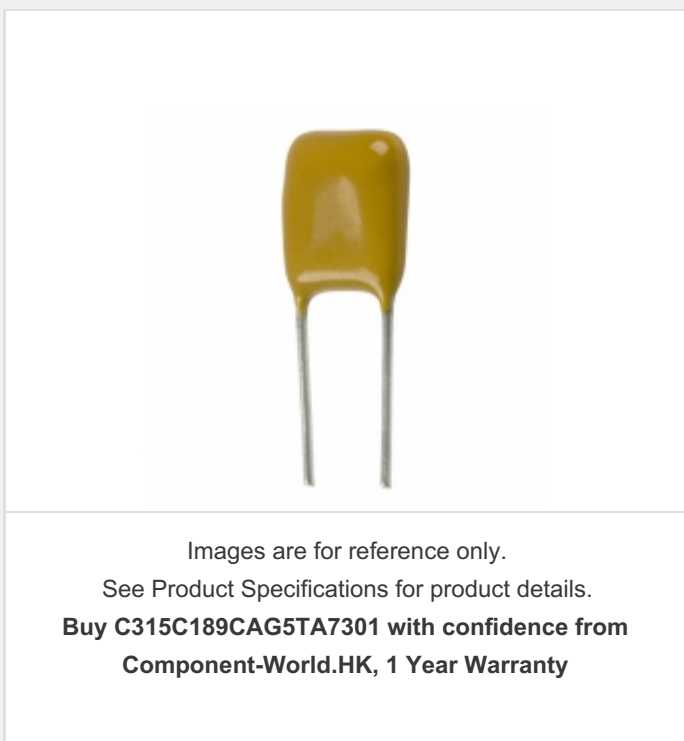 Images are for reference only.
See Product Specifications for product details.
Buy C315C189CAG5TA7301 with confidence from
Component-World.HK, 1 Year Warranty